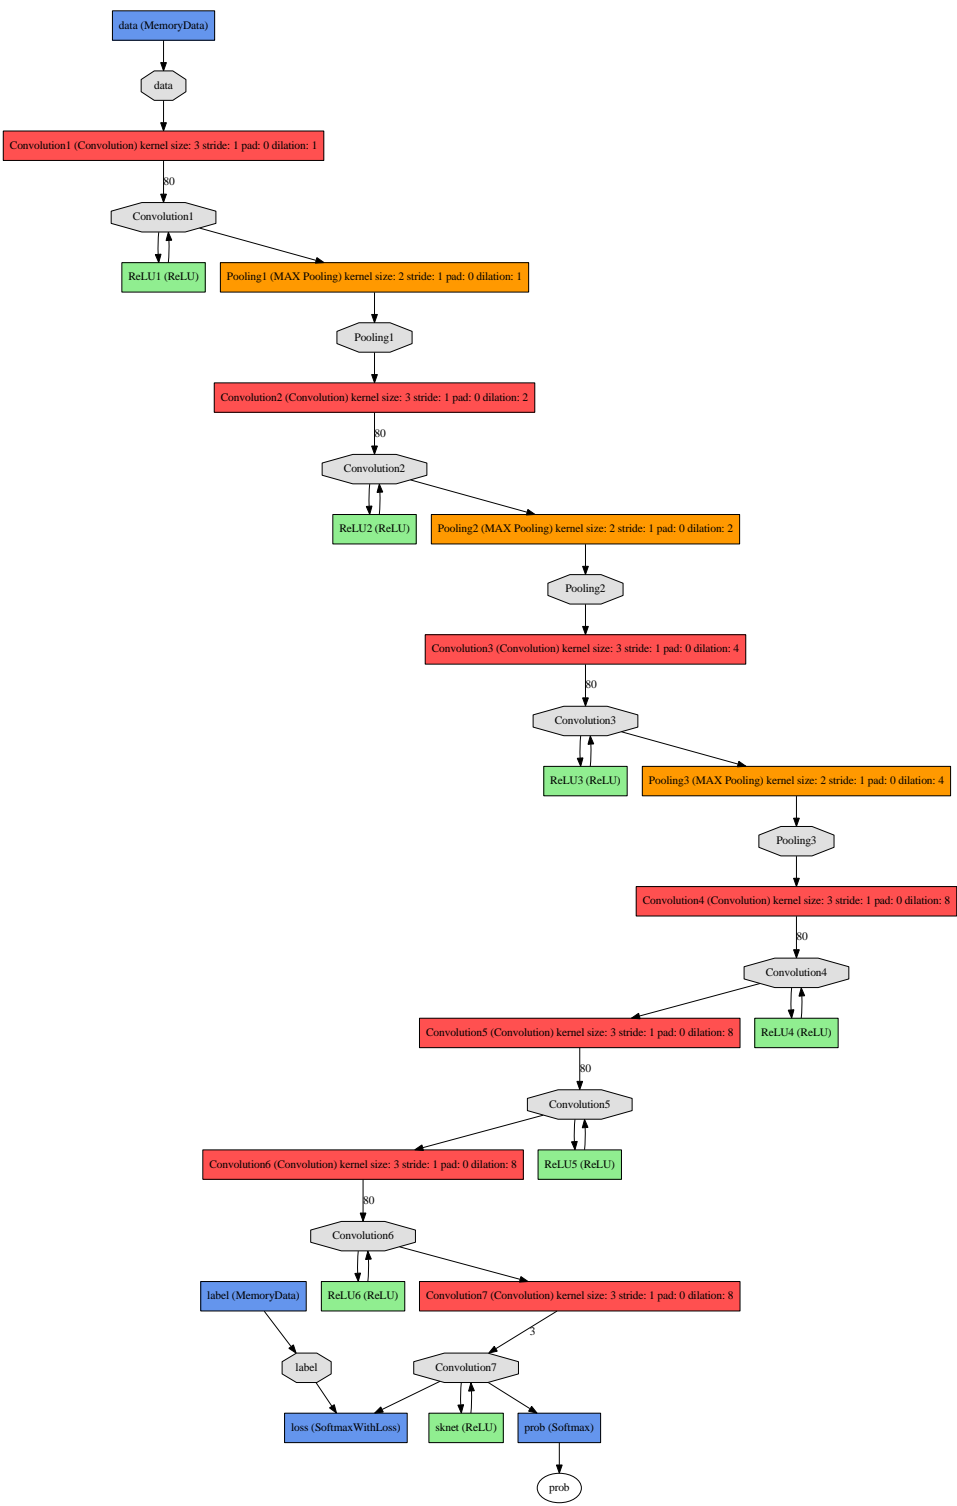 data (MemoryData)
data
Convolution1 (Convolution) kernel size: 3 stride: 1 pad: 0 dilation: 1
80
Convolution1
ReLU1 (ReLU)
Pooling1 (MAX Pooling) kernel size: 2 stride: 1 pad: 0 dilation: 1
Pooling1
Convolution2 (Convolution) kernel size: 3 stride: 1 pad: 0 dilation: 2
80
Convolution2
ReLU2 (ReLU)
Pooling2 (MAX Pooling) kernel size: 2 stride: 1 pad: 0 dilation: 2
Pooling2
Convolution3 (Convolution) kernel size: 3 stride: 1 pad: 0 dilation: 4
80
Convolution3
ReLU3 (ReLU)
Pooling3 (MAX Pooling) kernel size: 2 stride: 1 pad: 0 dilation: 4
Pooling3
Convolution4 (Convolution) kernel size: 3 stride: 1 pad: 0 dilation: 8
80
Convolution4
Convolution5 (Convolution) kernel size: 3 stride: 1 pad: 0 dilation: 8
ReLU4 (ReLU)
80
Convolution5
Convolution6 (Convolution) kernel size: 3 stride: 1 pad: 0 dilation: 8
ReLU5 (ReLU)
80
Convolution6
label (MemoryData)
ReLU6 (ReLU)
Convolution7 (Convolution) kernel size: 3 stride: 1 pad: 0 dilation: 8
3
label
Convolution7
loss (SoftmaxWithLoss)
sknet (ReLU)
prob (Softmax)
prob